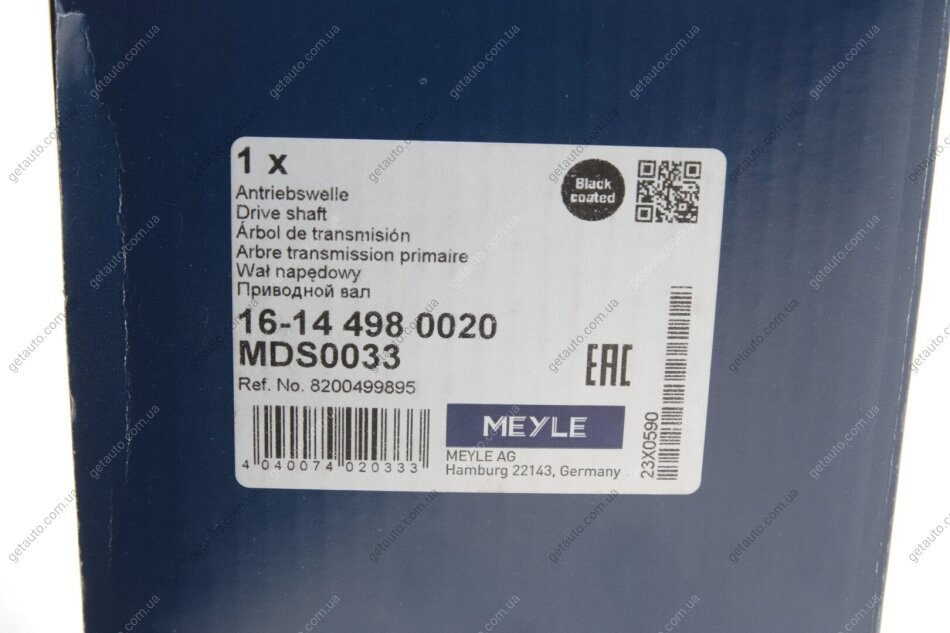 1 x
Antriebswelle
Drive shaft
Árbol de transmisión
Arbre transmission primaire
Wał napędowy
Приводной вал
16-14 498 0020
MDS0033
Ref. No. 8200499895
4 040074 020333
Black
coated
EAC
MEYLE
MEYLE AG
Hamburg 22143, Germany
23X0590
getauto.com.ua